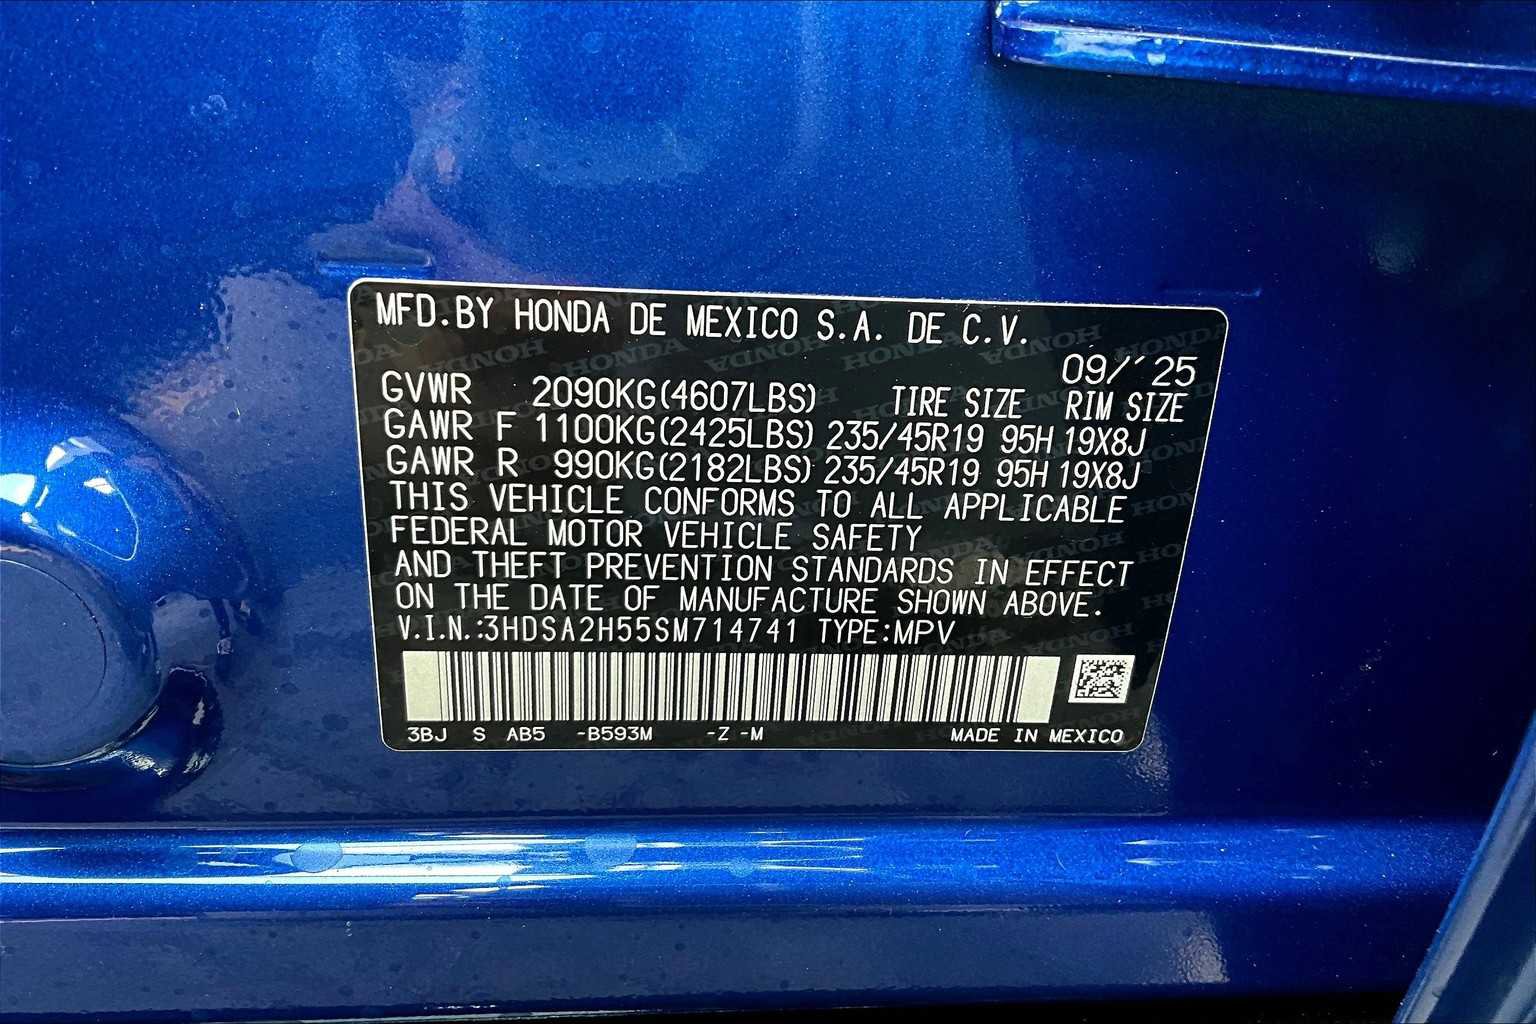 MFD.BY HONDA DE MEXICO S.A. DE C.V.
09/'25
GVWR 2090KG(4607LBS) TIRE SIZE RIM SIZE
GAWR F 1100KG(2425LBS) 235/45R19 95H 19X8J
GAWR R 990KG(2182LBS) 235/45R19 95H 19X8J
THIS VEHICLE CONFORMS TO ALL APPLICABLE
FEDERAL MOTOR VEHICLE SAFETY
AND THEFT PREVENTION STANDARDS IN EFFECT
ON THE DATE OF MANUFACTURE SHOWN ABOVE.
V.I.N.:3HDSA2H55SM714741 TYPE:MPV
3BJ S AB5 -B593M -Z -M MADE IN MEXICO